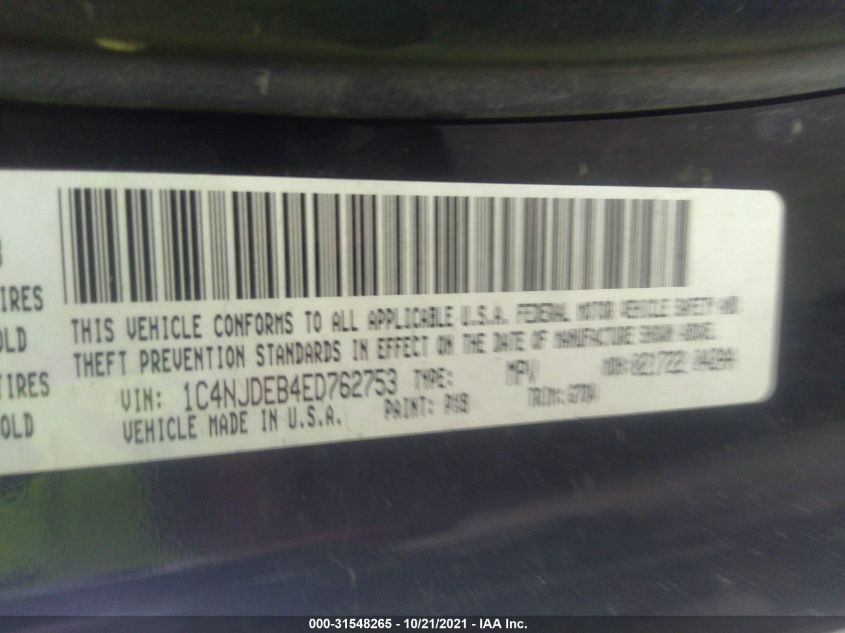 IRES
OLD
TIRES
OLD
THIS VEHICLE CONFORMS TO ALL APPLICABLE U.S.A. FEDERAL MOTOR VEHICLE SAFETY AND
THEFT PREVENTION STANDARDS IN EFFECT ON THE DATE OF MANUFACTURE SHOWN ABOVE.
VIN: 1C4NJDEB4ED762753 TYPE: MPV
VEHICLE MADE IN U.S.A. PAINT: TRIM:
000-31548265 - 10/21/2021 - IAA Inc.